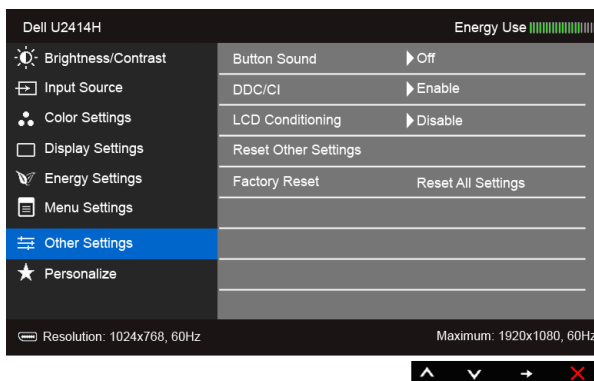 Dell U2414H Energy Use
Brightness/Contrast Button Sound Off
Input Source DDC/CI Enable
Color Settings LCD Conditioning Disable
Display Settings Reset Other Settings
Energy Settings Factory Reset Reset All Settings
Menu Settings
Other Settings
Personalize
Resolution: 1024x768, 60Hz Maximum: 1920x1080, 60Hz